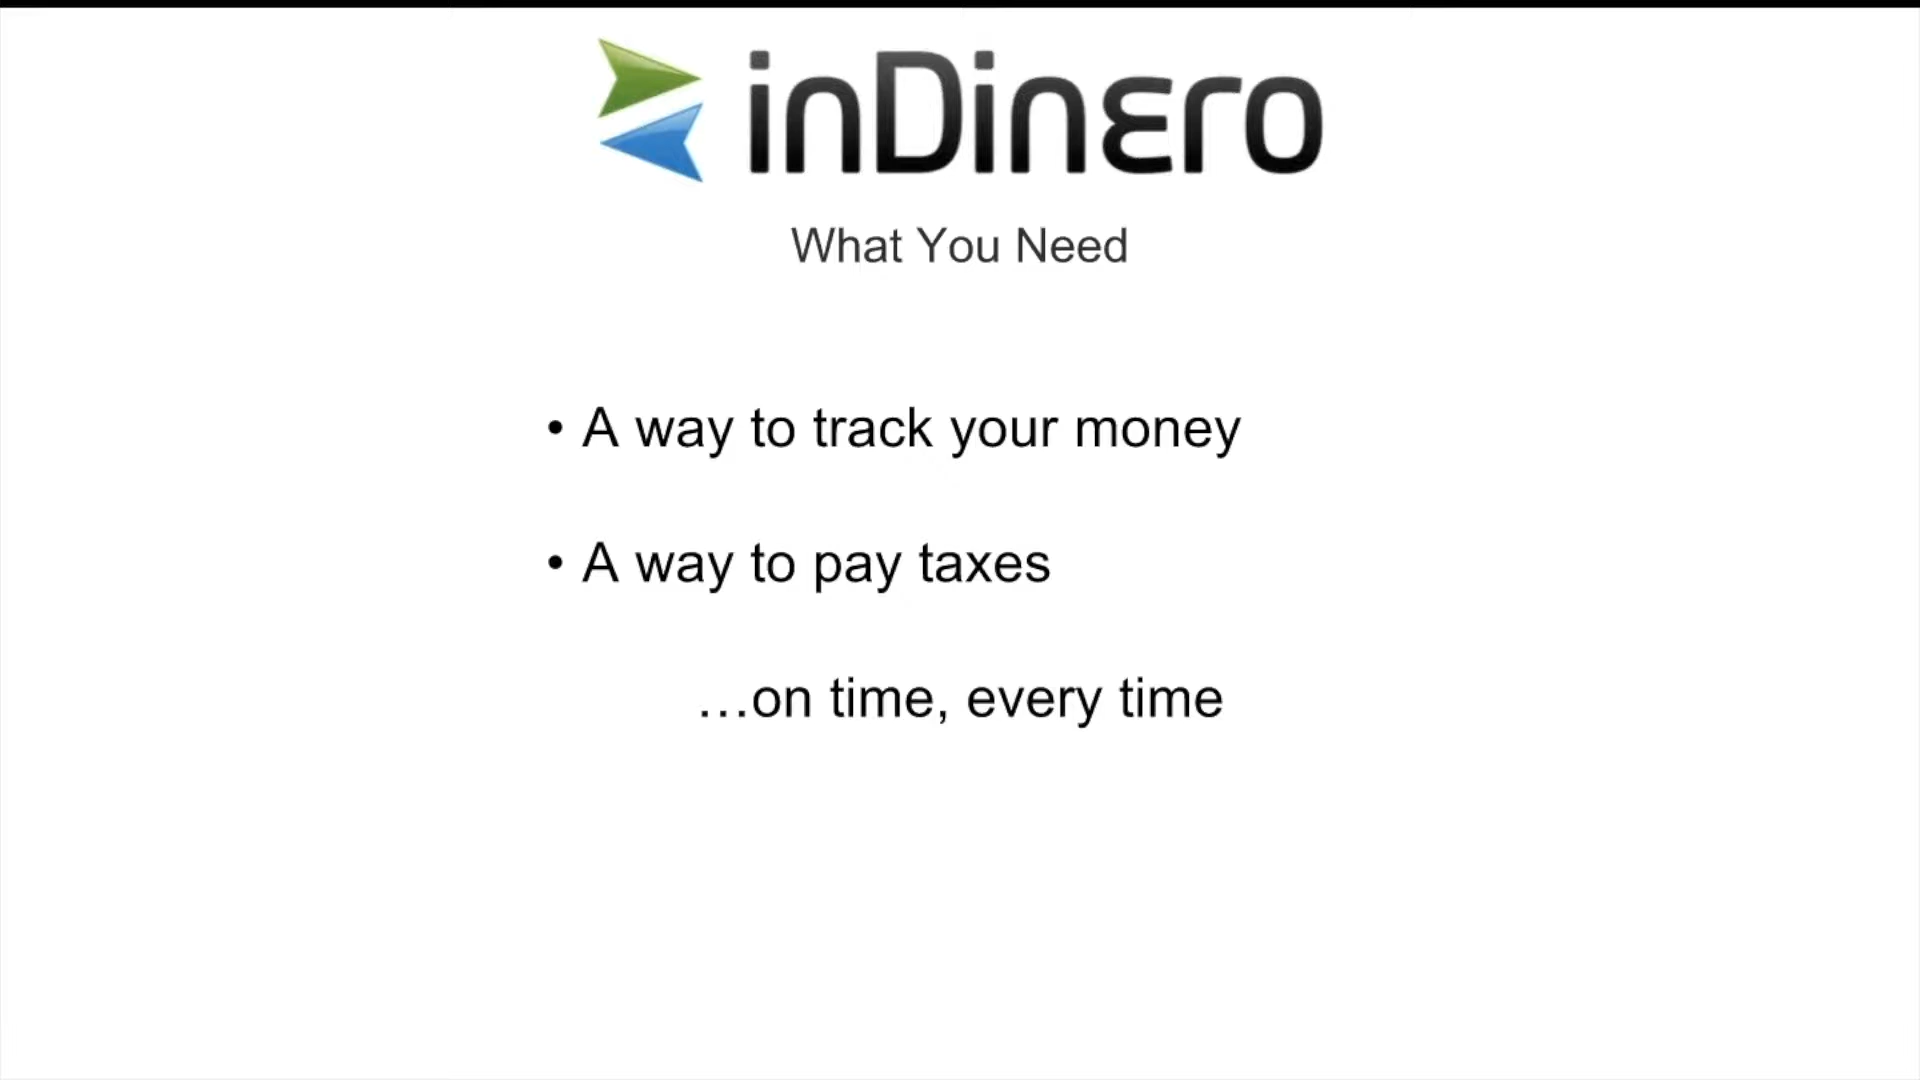 inDinero
What You Need
• A way to track your money
• A way to pay taxes
…on time, every time